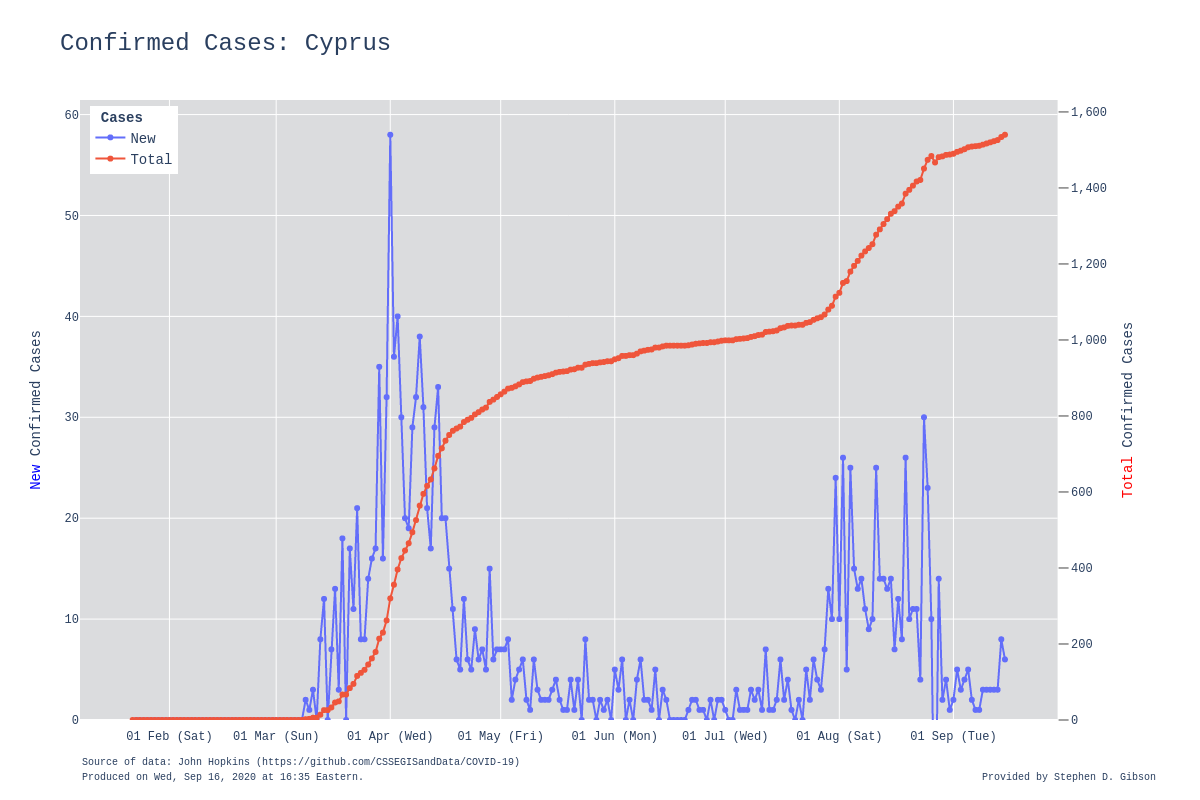 Confirmed Cases: Cyprus
Cases
New
Total
60
50
40
30
20
10
0
1,600
1,400
1,200
1,000
800
600
400
200
0
New Confirmed Cases
Total Confirmed Cases
01 Feb (Sat) 01 Mar (Sun) 01 Apr (Wed) 01 May (Fri) 01 Jun (Mon) 01 Jul (Wed) 01 Aug (Sat) 01 Sep (Tue)
Source of data: John Hopkins (https://github.com/CSSEGISandData/COVID-19)
Produced on Wed, Sep 16, 2020 at 16:35 Eastern.
Provided by Stephen D. Gibson